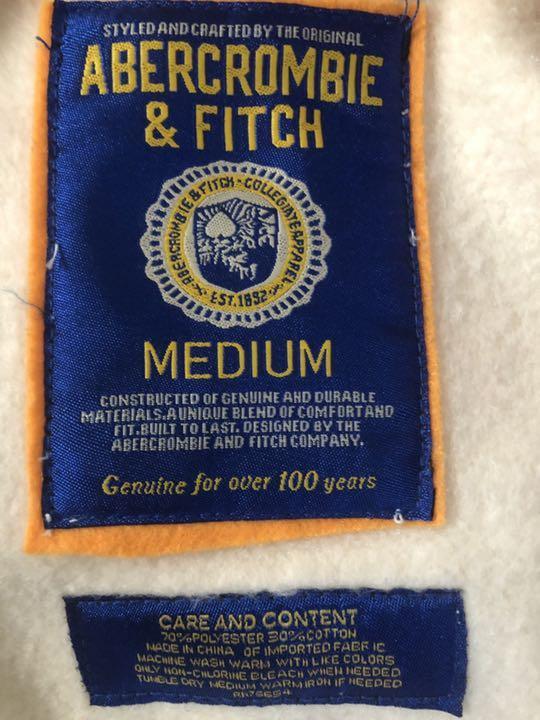 STYLED AND CRAFTED BY THE ORIGINAL
ABERCROMBIE
& FITCH
ABERCROMBIE & FITCH · COLLEGIATE APPAREL
EST. 1892
MEDIUM
CONSTRUCTED OF GENUINE AND DURABLE
MATERIALS.A UNIQUE BLEND OF COMFORT AND
FIT.BUILT TO LAST. DESIGNED BY THE
ABERCROMBIE AND FITCH COMPANY.
Genuine for over 100 years
CARE AND CONTENT
70%POLYESTER 30%COTTON
MADE IN CHINA OF IMPORTED FABRIC
MACHINE WASH WARM WITH LIKE COLORS
ONLY NON-CHLORINE BLEACH WHEN NEEDED
TUMBLE DRY MEDIUM WARM IRON IF NEEDED